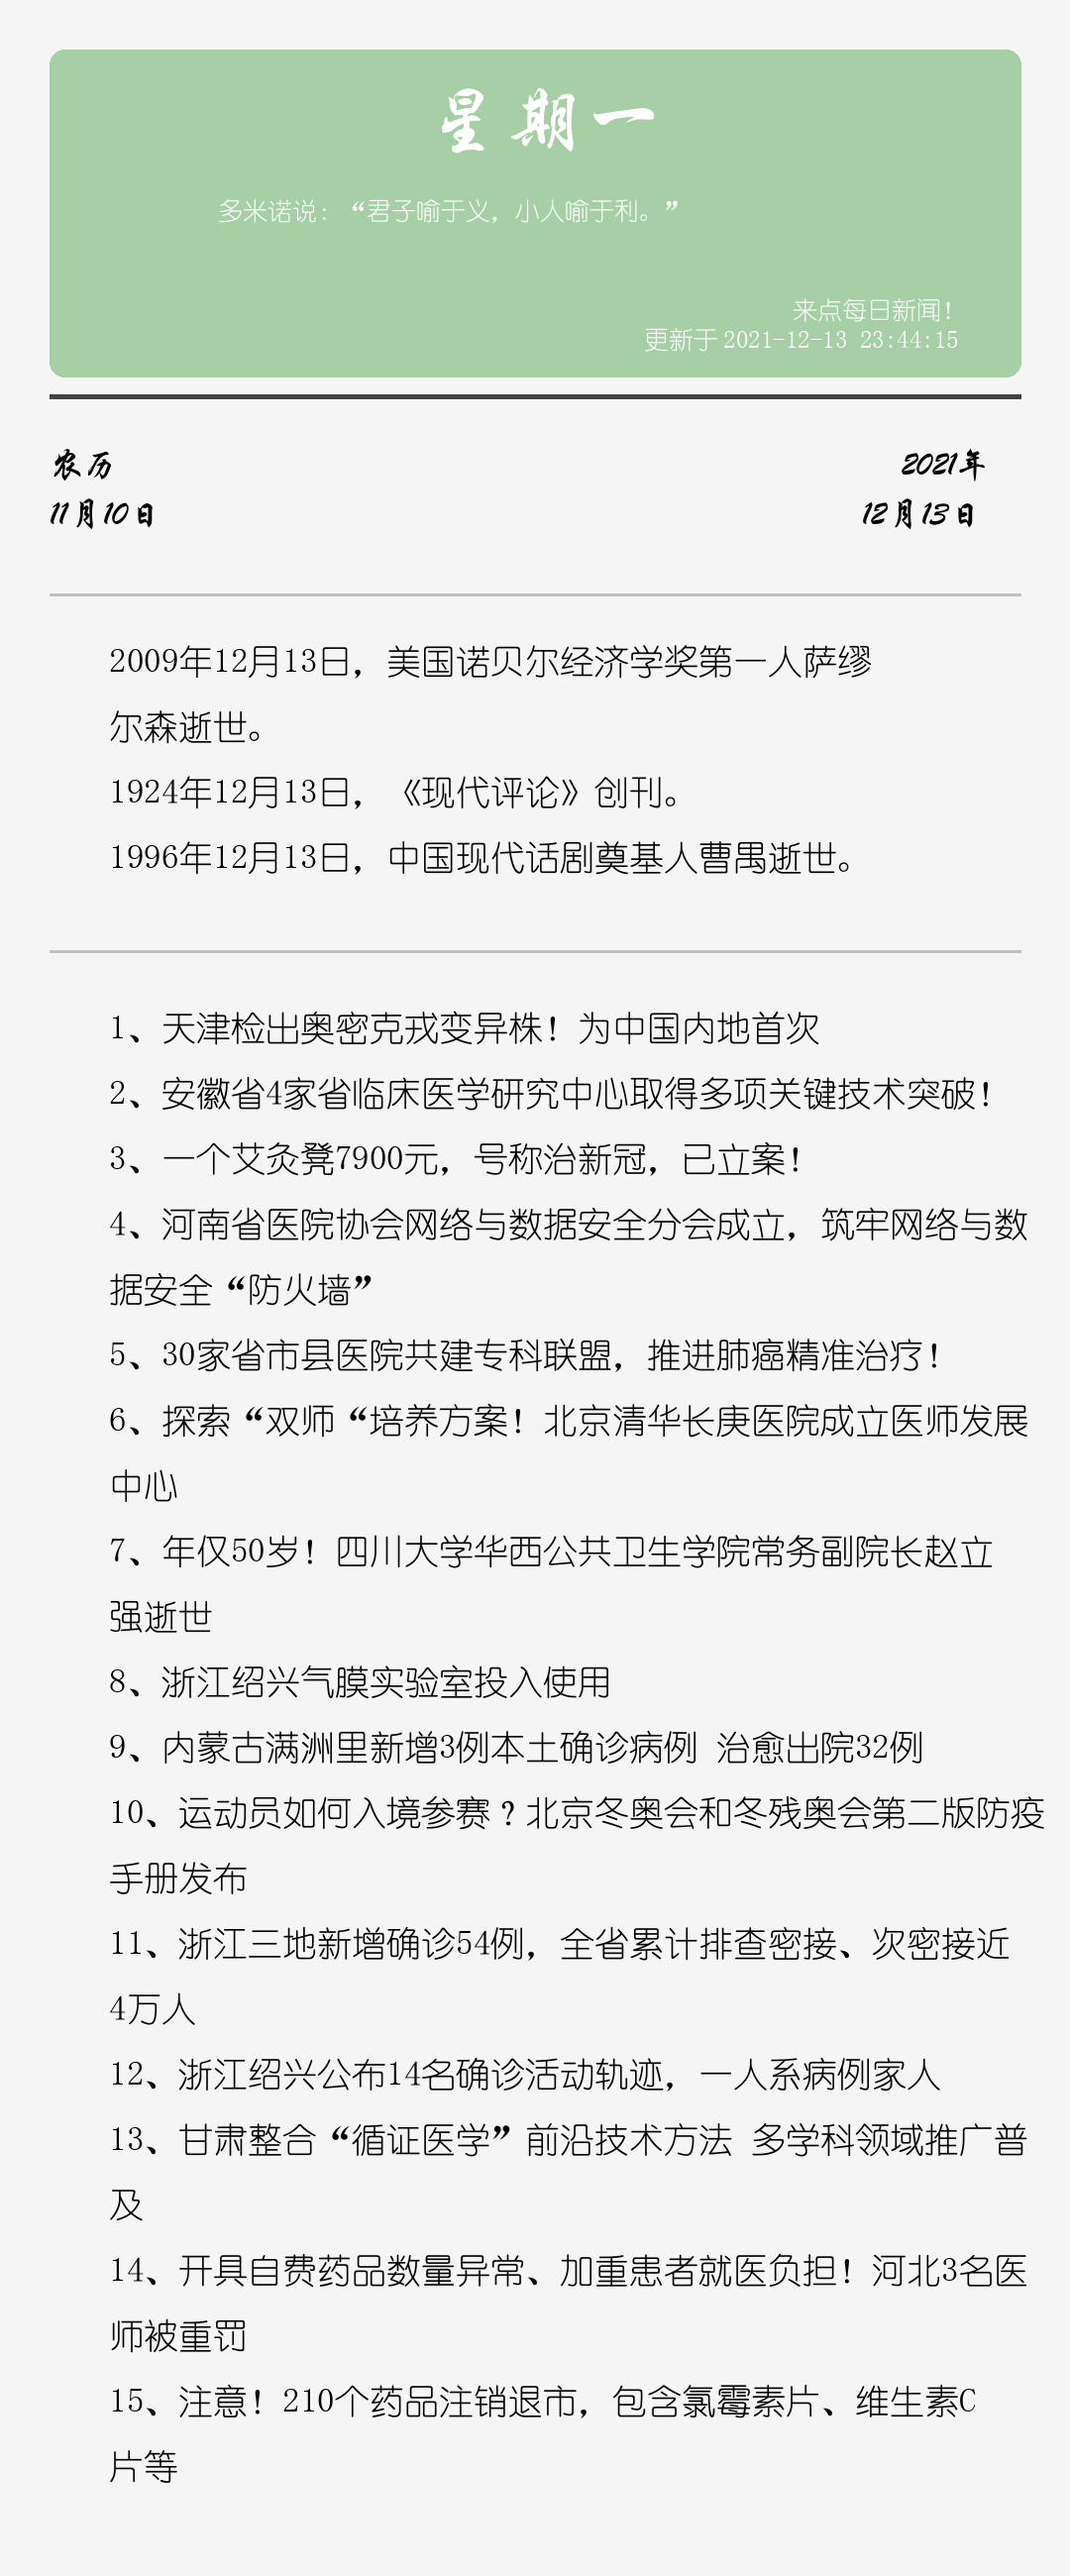 星期一
多米诺说：“君子喻于义，小人喻于利。”
来点每日新闻！
更新于 2021-12-13 23:44:15
农历
2021年
11月10日
12月13日
2009年12月13日，美国诺贝尔经济学奖第一人萨缪
尔森逝世。
1924年12月13日，《现代评论》创刊。
1996年12月13日，中国现代话剧奠基人曹禺逝世。
1、天津检出奥密克戎变异株！为中国内地首次
2、安徽省4家省临床医学研究中心取得多项关键技术突破！
3、一个艾灸凳7900元，号称治新冠，已立案！
4、河南省医院协会网络与数据安全分会成立，筑牢网络与数
据安全“防火墙”
5、30家省市县医院共建专科联盟，推进肺癌精准治疗！
6、探索“双师“培养方案！北京清华长庚医院成立医师发展
中心
7、年仅50岁！四川大学华西公共卫生学院常务副院长赵立
强逝世
8、浙江绍兴气膜实验室投入使用
9、内蒙古满洲里新增3例本土确诊病例 治愈出院32例
10、运动员如何入境参赛？北京冬奥会和冬残奥会第二版防疫
手册发布
11、浙江三地新增确诊54例，全省累计排查密接、次密接近
4万人
12、浙江绍兴公布14名确诊活动轨迹，一人系病例家人
13、甘肃整合“循证医学”前沿技术方法 多学科领域推广普
及
14、开具自费药品数量异常、加重患者就医负担！河北3名医
师被重罚
15、注意！210个药品注销退市，包含氯霉素片、维生素C
片等